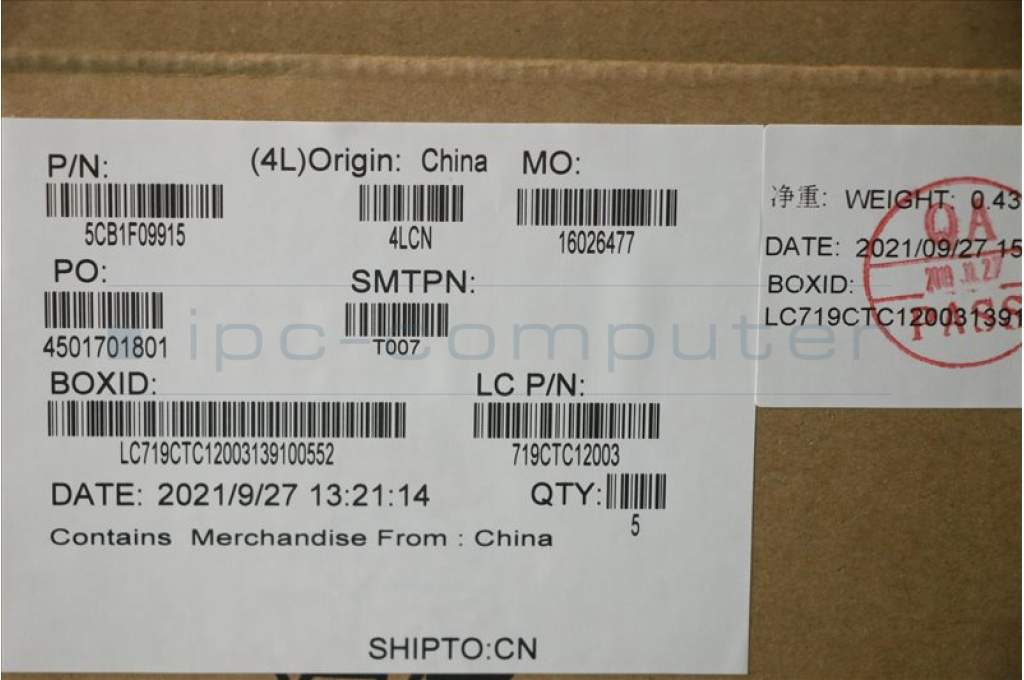 P/N:
5CB1F09915
(4L)Origin: China
4LCN
MO:
16026477
PO:
4501701801
SMTPN:
T007
BOXID:
LC719CTC12003139100552
LC P/N:
719CTC12003
DATE: 2021/9/27 13:21:14
QTY:
5
Contains Merchandise From : China
SHIPTO:CN
净重: WEIGHT: 0.43
DATE: 2021/09/27 15
BOXID:
LC719CTC120031391
QA
PASS
ipc-computer